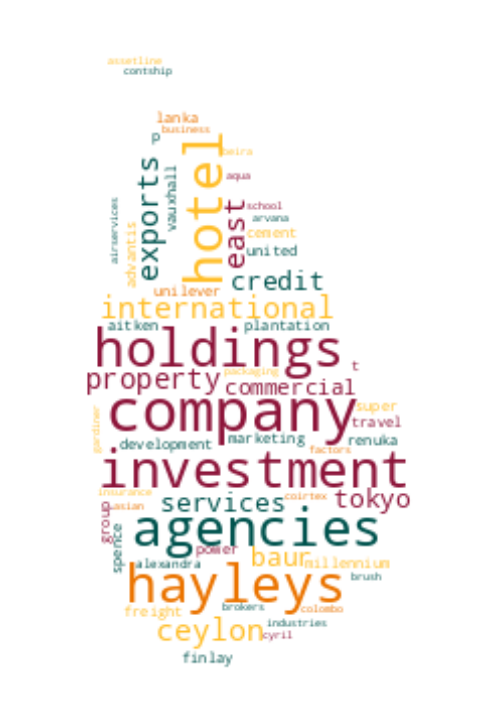 assetline
contship
lanka
p business
hotel
beira
exports
vauxhall
aqua
airservices
advantis
east
school
arvana
cement
united
unilever
credit
international
aitken
plantation
holdings
t
packaging
property
commercial
company
super
gardiner
travel
development
marketing
renuka
factors
investment
insurance
services
coirtex
tokyo
group
asian
agencies
spence
power
baur
millennium
alexandra
hayleys
brush
freight
brokers
colombo
ceylon
industries
cyril
finlay